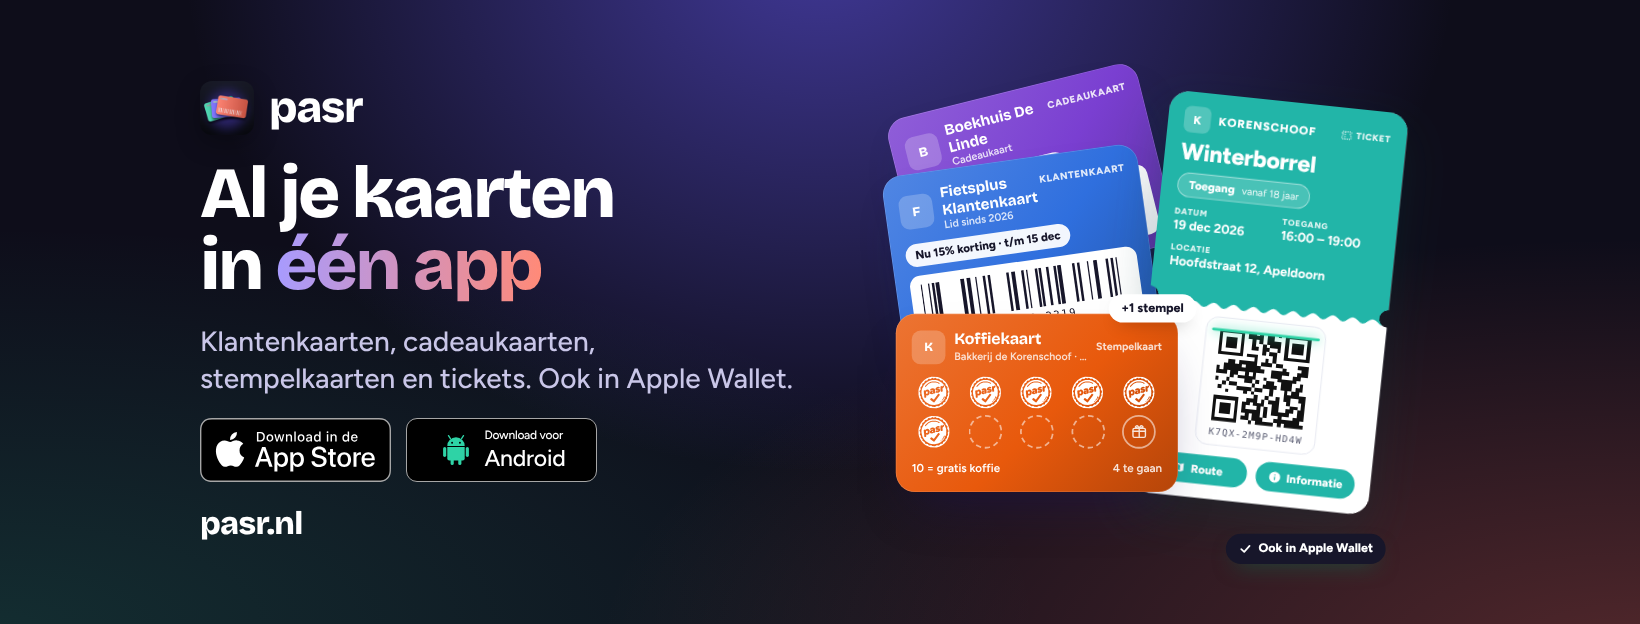 pasr
Al je kaarten
in één app
Klantenkaarten, cadeaukaarten,
stempelkaarten en tickets. Ook in Apple Wallet.
Download in de
App Store
Download voor
Android
pasr.nl
B
Boekhuis De
Linde
Cadeaukaart
CADEAUKAART
F
Fietsplus
Klantenkaart
Lid sinds 2026
KLANTENKAART
Nu 15% korting · t/m 15 dec
+1 stempel
K
Koffiekaart
Bakkerij de Korenschoof · ...
Stempelkaart
pasr
pasr
pasr
pasr
pasr
pasr
10 = gratis koffie
4 te gaan
K
KORENSCHOOF
TICKET
Winterborrel
Toegang vanaf 18 jaar
DATUM
19 dec 2026
TOEGANG
16:00 – 19:00
LOCATIE
Hoofdstraat 12, Apeldoorn
K7QX-2M9P-HD4W
Route
Informatie
Ook in Apple Wallet